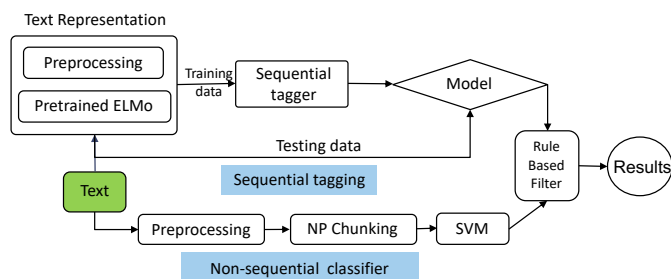 Text Representation
Preprocessing
Pretrained ELMo
Training
data
Sequential
tagger
Model
Testing data
Sequential tagging
Rule
Based
Filter
Results
Text
Preprocessing
NP Chunking
SVM
Non-sequential classifier